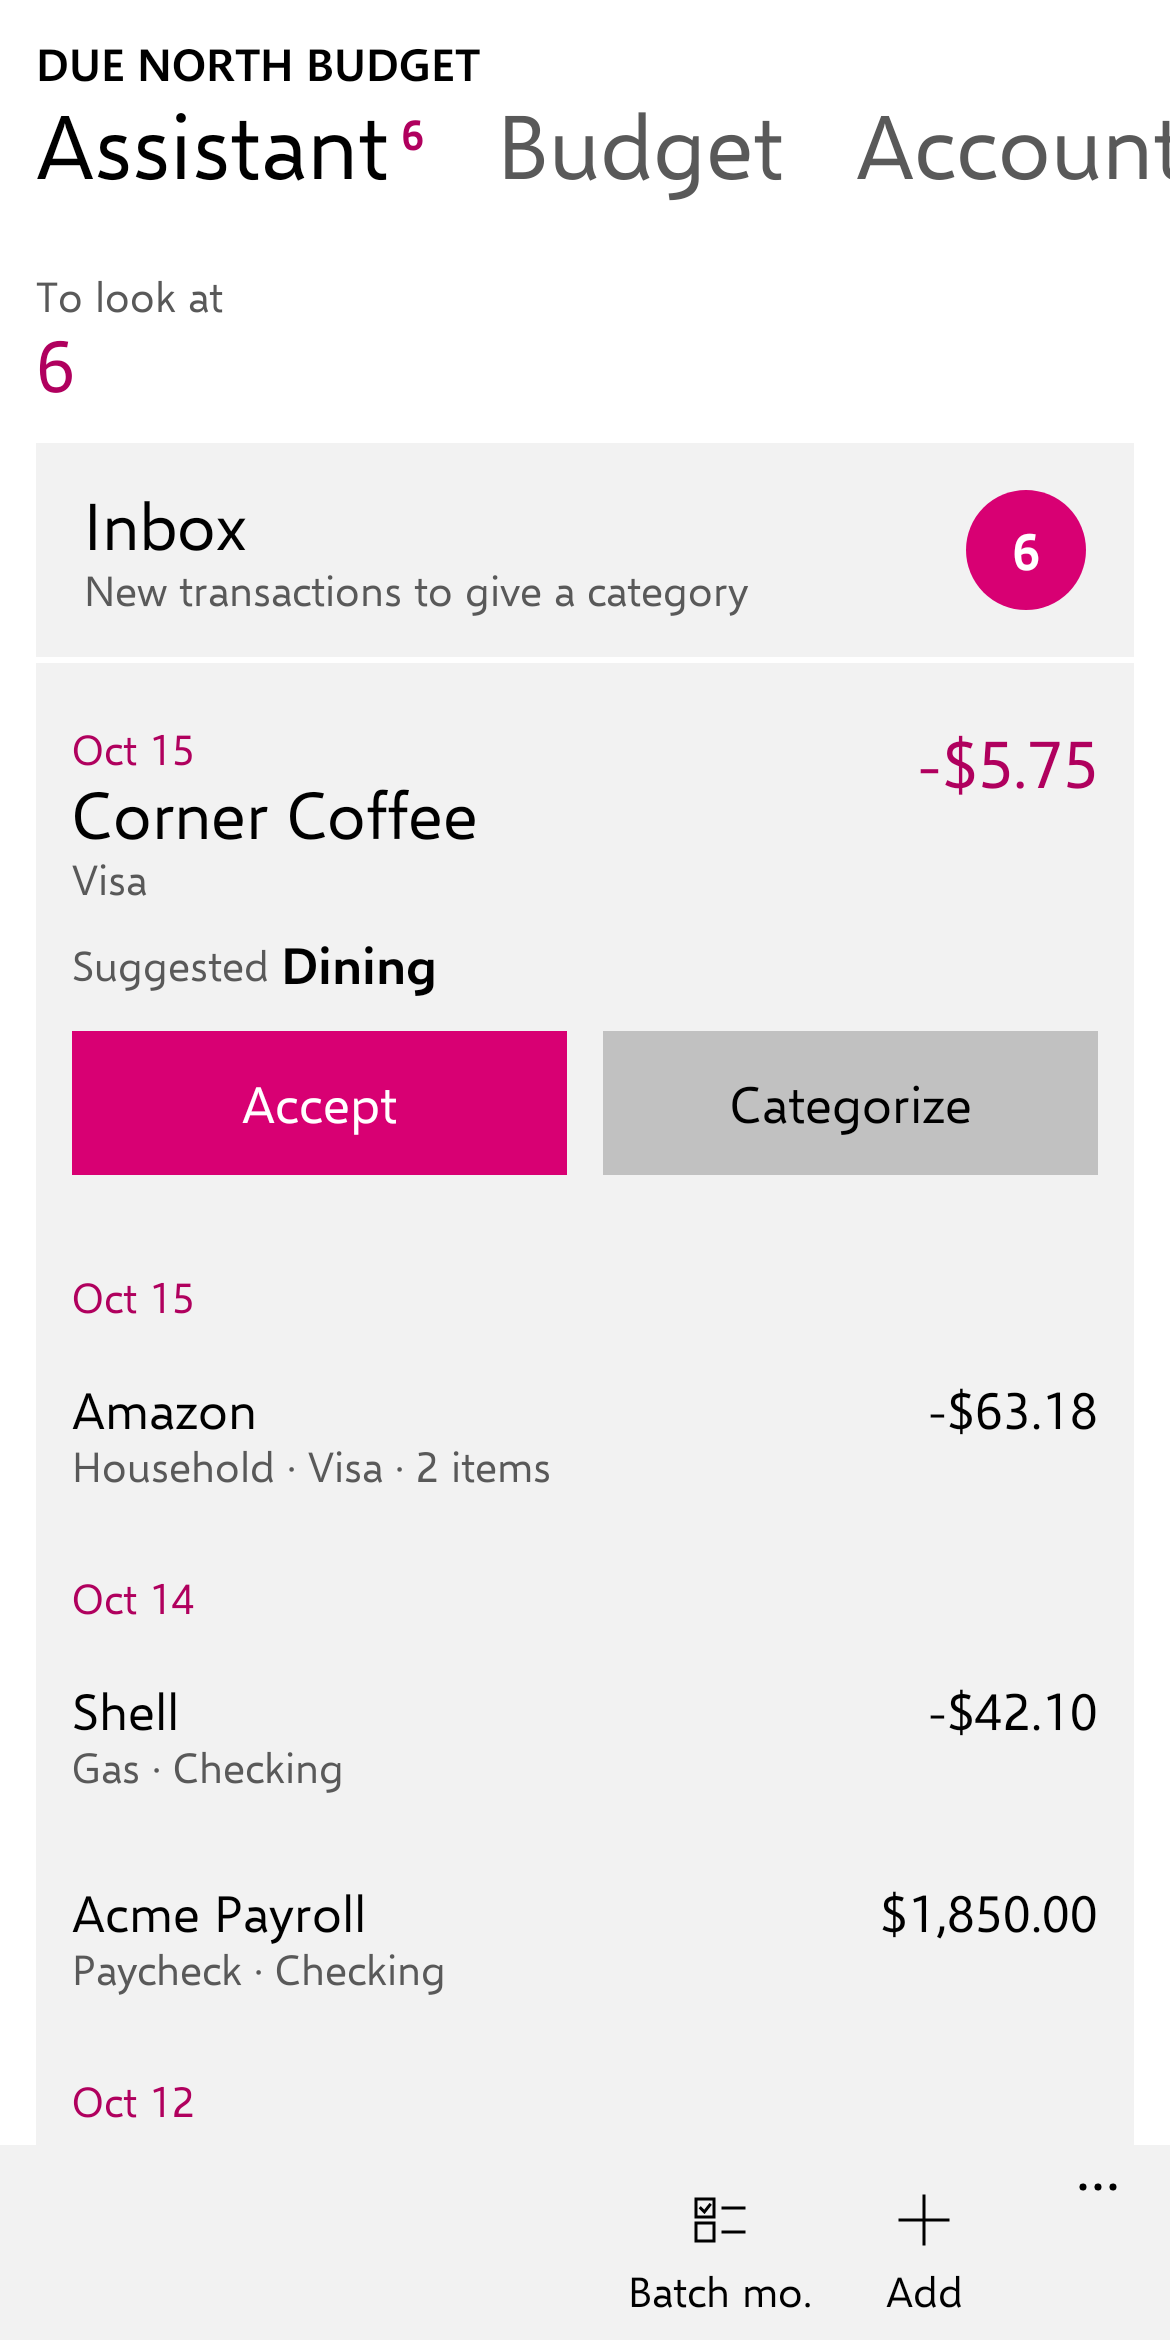 DUE NORTH BUDGET
Assistant 6 Budget Account
To look at
6
Inbox
New transactions to give a category
6
Oct 15
-$5.75
Corner Coffee
Visa
Suggested Dining
Accept Categorize
Oct 15
Amazon -$63.18
Household · Visa · 2 items
Oct 14
Shell -$42.10
Gas · Checking
Acme Payroll $1,850.00
Paycheck · Checking
Oct 12
Batch mo. Add